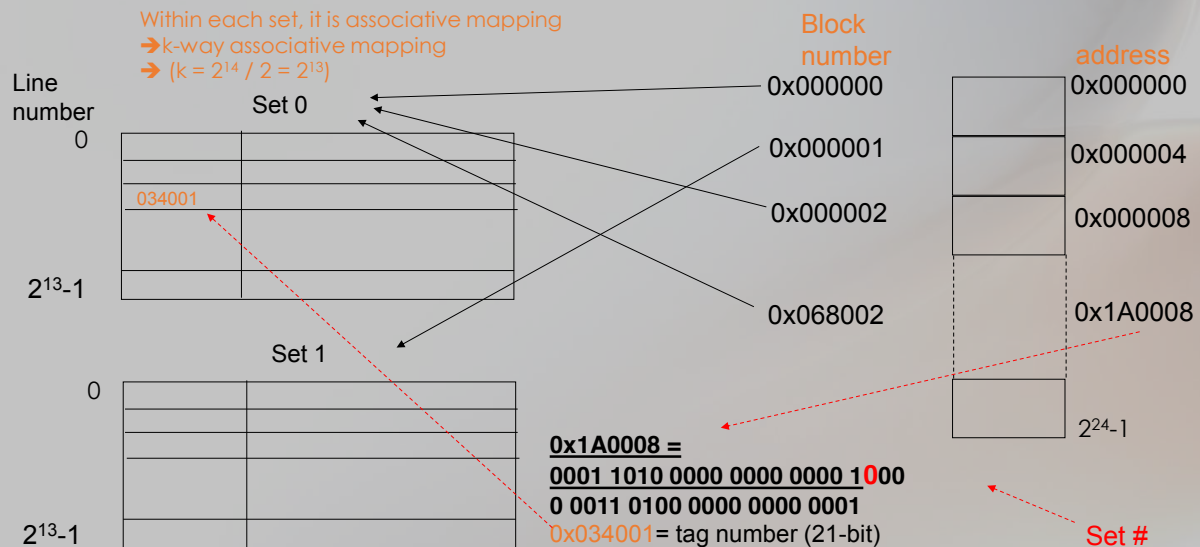 Within each set, it is associative mapping
➔k-way associative mapping
➔ (k = 2¹⁴ / 2 = 2¹³)
Line
number
Set 0
0
034001
2¹³-1
Set 1
0
2¹³-1
Block
number
0x000000
0x000001
0x000002
0x068002
address
0x000000
0x000004
0x000008
0x1A0008
2²⁴-1
0x1A0008 =
0001 1010 0000 0000 0000 1000
0 0011 0100 0000 0000 0001
0x034001= tag number (21-bit)
Set #